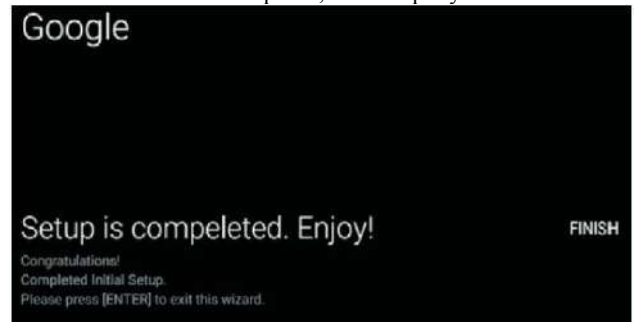 Google
Setup is compeleted. Enjoy!
FINISH
Congratulations!
Completed Initial Setup.
Please press [ENTER] to exit this wizard.